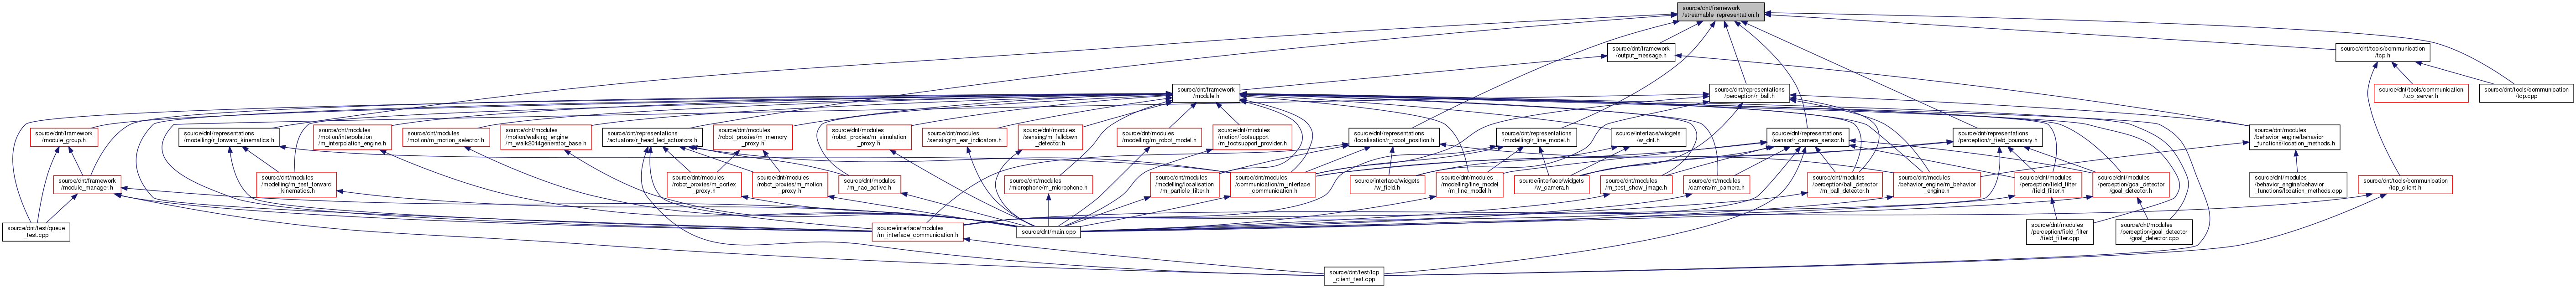 source/dnt/framework
/streamable_representation.h
source/dnt/framework
/output_message.h
source/dnt/tools/communication
/tcp.h
source/dnt/framework
/module.h
source/dnt/representations
/perception/r_ball.h
source/dnt/tools/communication
/tcp_server.h
source/dnt/tools/communication
/tcp.cpp
source/dnt/framework
/module_group.h
source/dnt/representations
/modelling/r_forward_kinematics.h
source/dnt/modules
/motion/interpolation
/m_interpolation_engine.h
source/dnt/modules
/motion/m_motion_selector.h
source/dnt/modules
/motion/walking_engine
/m_walk2014generator_base.h
source/dnt/representations
/actuators/r_head_led_actuators.h
source/dnt/modules
/robot_proxies/m_memory
_proxy.h
source/dnt/modules
/robot_proxies/m_simulation
_proxy.h
source/dnt/modules
/sensing/m_ear_indicators.h
source/dnt/modules
/sensing/m_falldown
_detector.h
source/dnt/modules
/modelling/m_robot_model.h
source/dnt/modules
/motion/footsupport
/m_footsupport_provider.h
source/dnt/representations
/localisation/r_robot_position.h
source/dnt/representations
/modelling/r_line_model.h
source/interface/widgets
/w_dnt.h
source/dnt/representations
/sensor/r_camera_sensor.h
source/dnt/representations
/perception/r_field_boundary.h
source/dnt/modules
/behavior_engine/behavior
_functions/location_methods.h
source/dnt/framework
/module_manager.h
source/dnt/modules
/modelling/m_test_forward
_kinematics.h
source/dnt/modules
/robot_proxies/m_cortex
_proxy.h
source/dnt/modules
/robot_proxies/m_motion
_proxy.h
source/dnt/modules
/m_nao_active.h
source/dnt/modules
/microphone/m_microphone.h
source/dnt/modules
/modelling/localisation
/m_particle_filter.h
source/dnt/modules
/communication/m_interface
_communication.h
source/interface/widgets
/w_field.h
source/dnt/modules
/modelling/line_model
/m_line_model.h
source/interface/widgets
/w_camera.h
source/dnt/modules
/m_test_show_image.h
source/dnt/modules
/camera/m_camera.h
source/dnt/modules
/perception/ball_detector
/m_ball_detector.h
source/dnt/modules
/behavior_engine/m_behavior
_engine.h
source/dnt/modules
/perception/field_filter
/field_filter.h
source/dnt/modules
/perception/goal_detector
/goal_detector.h
source/dnt/modules
/behavior_engine/behavior
_functions/location_methods.cpp
source/dnt/tools/communication
/tcp_client.h
source/dnt/test/queue
_test.cpp
source/interface/modules
/m_interface_communication.h
source/dnt/main.cpp
source/dnt/modules
/perception/field_filter
/field_filter.cpp
source/dnt/modules
/perception/goal_detector
/goal_detector.cpp
source/dnt/test/tcp
_client_test.cpp